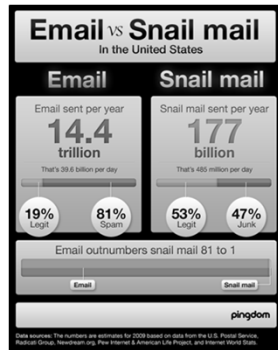 Email vs Snail mail
In the United States
Email
Snail mail
Email sent per year
14.4
trillion
That's 39.6 billion per day
19%
Legit
81%
Spam
Snail mail sent per year
177
billion
That's 485 million per day
53%
Legit
47%
Junk
Email outnumbers snail mail 81 to 1
Email
Snail mail
pingdom
Data sources: The numbers are estimates for 2009 based on data from the U.S. Postal Service,
Radicati Group, Newdream.org, Pew Internet & American Life Project, and Internet World Stats.